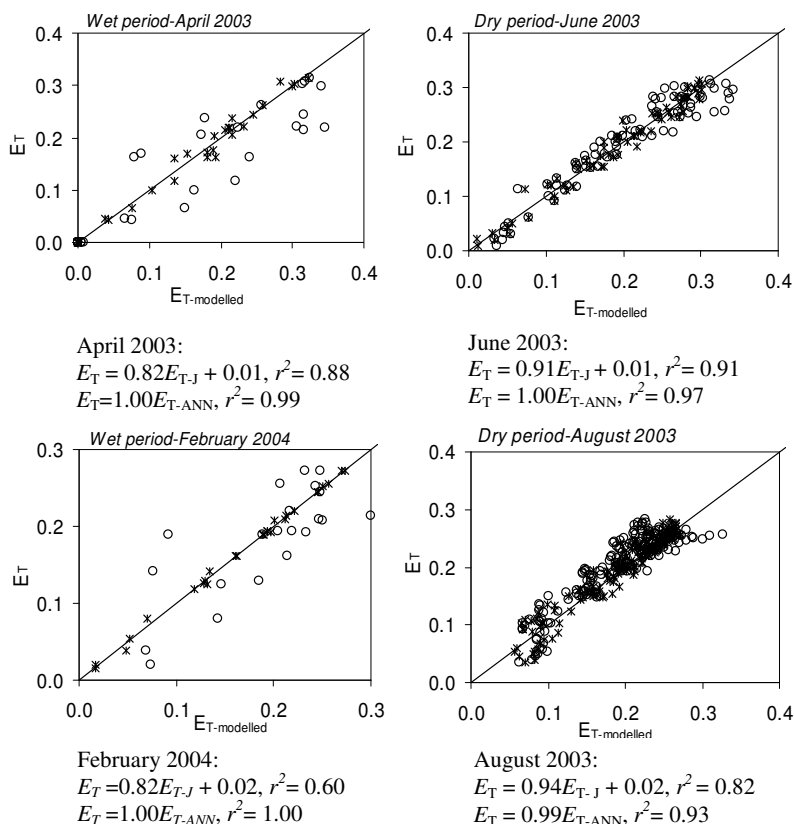 Wet period-April 2003
0.4
0.3
0.2
0.1
0.0
E_T
0.0 0.1 0.2 0.3 0.4
E_T-modelled
April 2003:
E_T = 0.82E_T-J + 0.01, r² = 0.88
E_T=1.00E_T-ANN, r² = 0.99
Dry period-June 2003
0.4
0.3
0.2
0.1
0.0
E_T
0.0 0.1 0.2 0.3 0.4
E_T-modelled
June 2003:
E_T = 0.91E_T-J + 0.01, r² = 0.91
E_T = 1.00E_T-ANN, r² = 0.97
Wet period-February 2004
0.3
0.2
0.1
0.0
E_T
0.0 0.1 0.2 0.3
E_T-modelled
February 2004:
E_T =0.82E_T-J + 0.02, r² = 0.60
E_T =1.00E_T-ANN, r² = 1.00
Dry period-August 2003
0.4
0.3
0.2
0.1
0.0
E_T
0.0 0.1 0.2 0.3 0.4
E_T-modelled
August 2003:
E_T = 0.94E_T- J + 0.02, r² = 0.82
E_T = 0.99E_T-ANN, r² = 0.93